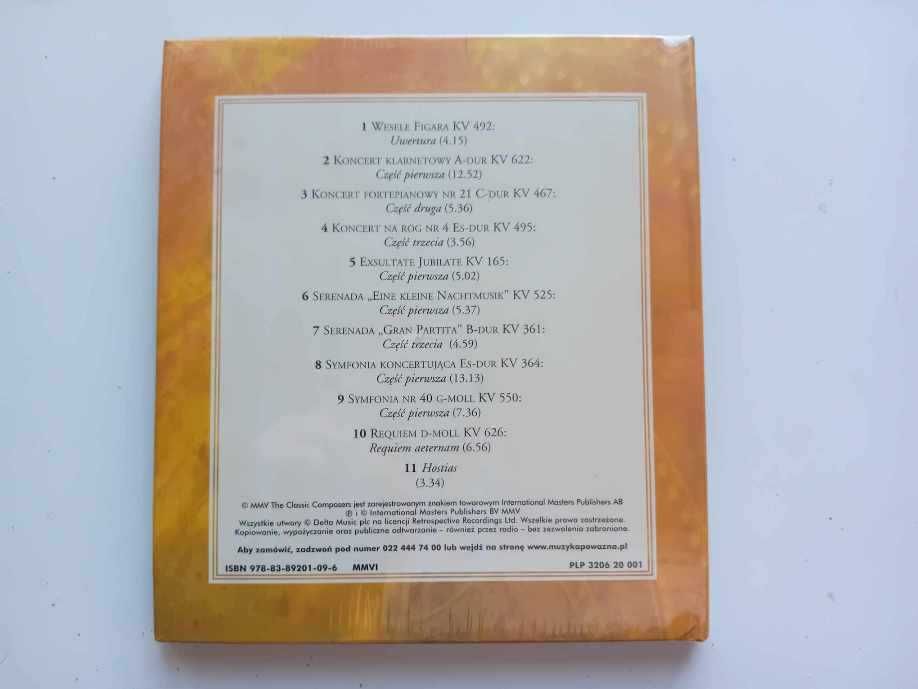 1 Wesele Figara KV 492:
Uwertura (4.15)
2 Koncert klarnetowy A-dur KV 622:
Część pierwsza (12.52)
3 Koncert fortepianowy nr 21 C-dur KV 467:
Część druga (5.36)
4 Koncert na róg nr 4 Es-dur KV 495:
Część trzecia (3.56)
5 Exsultate Jubilate KV 165:
Część pierwsza (5.02)
6 Serenada „Eine kleine Nachtmusik” KV 525:
Część pierwsza (5.37)
7 Serenada „Gran Partita” B-dur KV 361:
Część trzecia (4.59)
8 Symfonia koncertująca Es-dur KV 364:
Część pierwsza (13.13)
9 Symfonia nr 40 g-moll KV 550:
Część pierwsza (7.36)
10 Requiem d-moll KV 626:
Requiem aeternam (6.56)
11 Hostias
(3.34)
© MMV The Classic Composers jest zarejestrowanym znakiem towarowym International Masters Publishers AB
℗ i © International Masters Publishers BV MMV
Wszystkie utwory © Delta Music plc na licencji Retrospective Recordings Ltd. Wszelkie prawa zastrzeżone.
Kopiowanie, wypożyczanie oraz publiczne odtwarzanie – również przez radio – bez zezwolenia zabronione.
Aby zamówić, zadzwoń pod numer 022 444 74 00 lub wejdź na stronę www.muzykapowazna.pl
ISBN 978-83-89201-09-6 MMVI PLP 3206 20 001